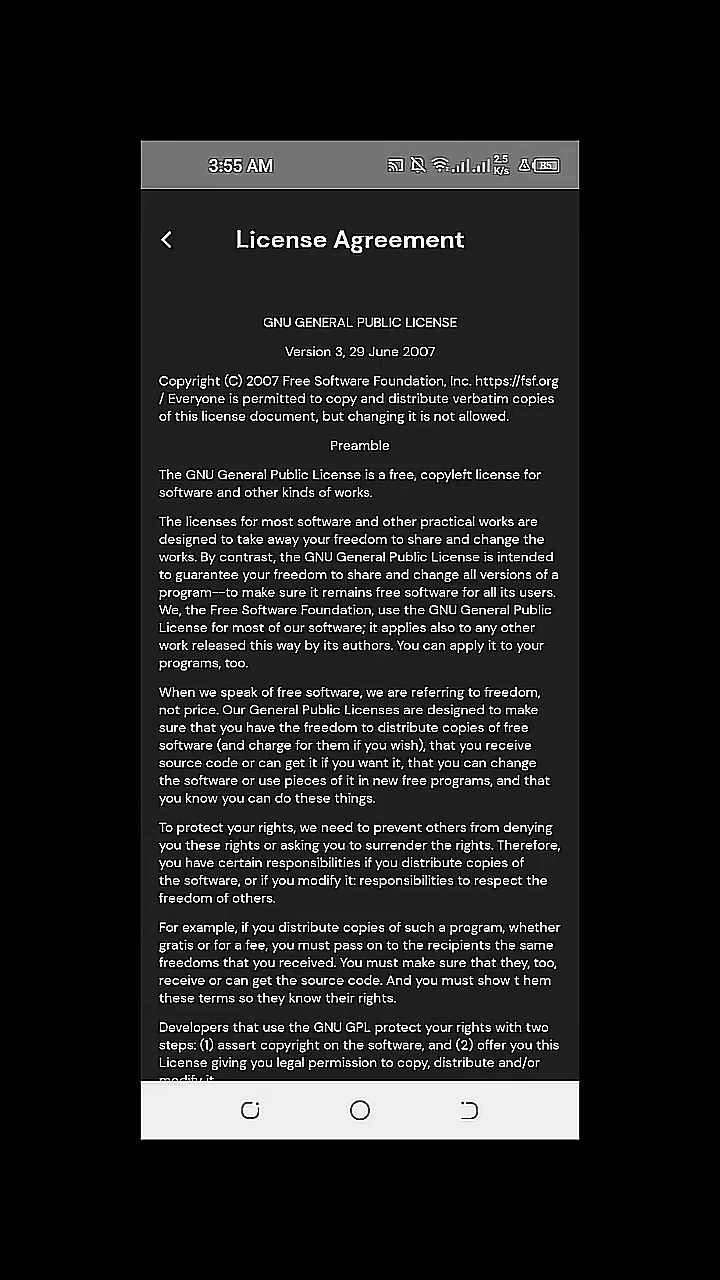 3:55 AM
2.5
K/s
85
License Agreement
GNU GENERAL PUBLIC LICENSE
Version 3, 29 June 2007
Copyright (C) 2007 Free Software Foundation, Inc. https://fsf.org
/ Everyone is permitted to copy and distribute verbatim copies
of this license document, but changing it is not allowed.
Preamble
The GNU General Public License is a free, copyleft license for
software and other kinds of works.
The licenses for most software and other practical works are
designed to take away your freedom to share and change the
works. By contrast, the GNU General Public License is intended
to guarantee your freedom to share and change all versions of a
program--to make sure it remains free software for all its users.
We, the Free Software Foundation, use the GNU General Public
License for most of our software; it applies also to any other
work released this way by its authors. You can apply it to your
programs, too.
When we speak of free software, we are referring to freedom,
not price. Our General Public Licenses are designed to make
sure that you have the freedom to distribute copies of free
software (and charge for them if you wish), that you receive
source code or can get it if you want it, that you can change
the software or use pieces of it in new free programs, and that
you know you can do these things.
To protect your rights, we need to prevent others from denying
you these rights or asking you to surrender the rights. Therefore,
you have certain responsibilities if you distribute copies of
the software, or if you modify it: responsibilities to respect the
freedom of others.
For example, if you distribute copies of such a program, whether
gratis or for a fee, you must pass on to the recipients the same
freedoms that you received. You must make sure that they, too,
receive or can get the source code. And you must show t hem
these terms so they know their rights.
Developers that use the GNU GPL protect your rights with two
steps: (1) assert copyright on the software, and (2) offer you this
License giving you legal permission to copy, distribute and/or
modify it.